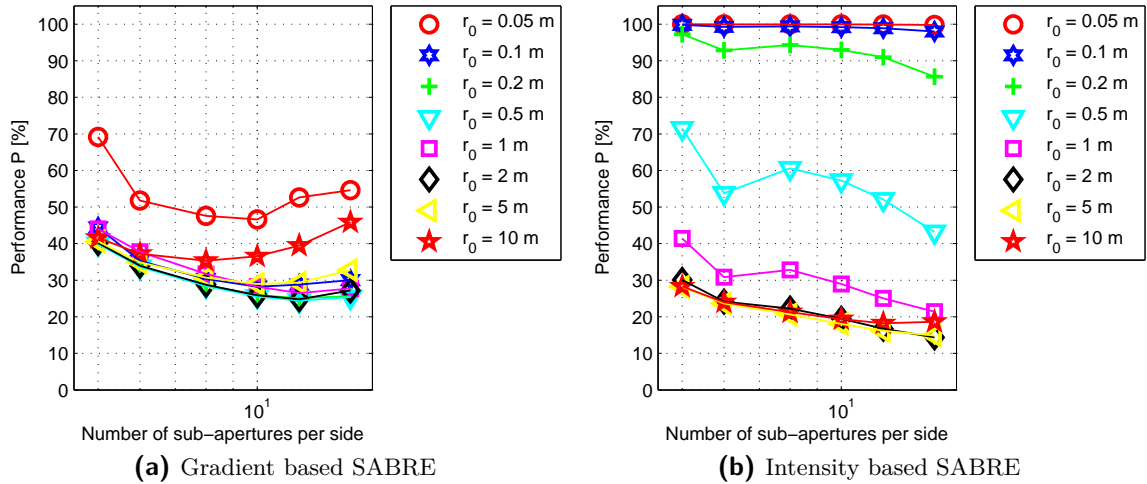 100
90
80
70
60
50
40
30
20
10
0
Performance P [%]
10^1
Number of sub-apertures per side
r_0 = 0.05 m
r_0 = 0.1 m
r_0 = 0.2 m
r_0 = 0.5 m
r_0 = 1 m
r_0 = 2 m
r_0 = 5 m
r_0 = 10 m
(a) Gradient based SABRE
100
90
80
70
60
50
40
30
20
10
0
Performance P [%]
10^1
Number of sub-apertures per side
r_0 = 0.05 m
r_0 = 0.1 m
r_0 = 0.2 m
r_0 = 0.5 m
r_0 = 1 m
r_0 = 2 m
r_0 = 5 m
r_0 = 10 m
(b) Intensity based SABRE